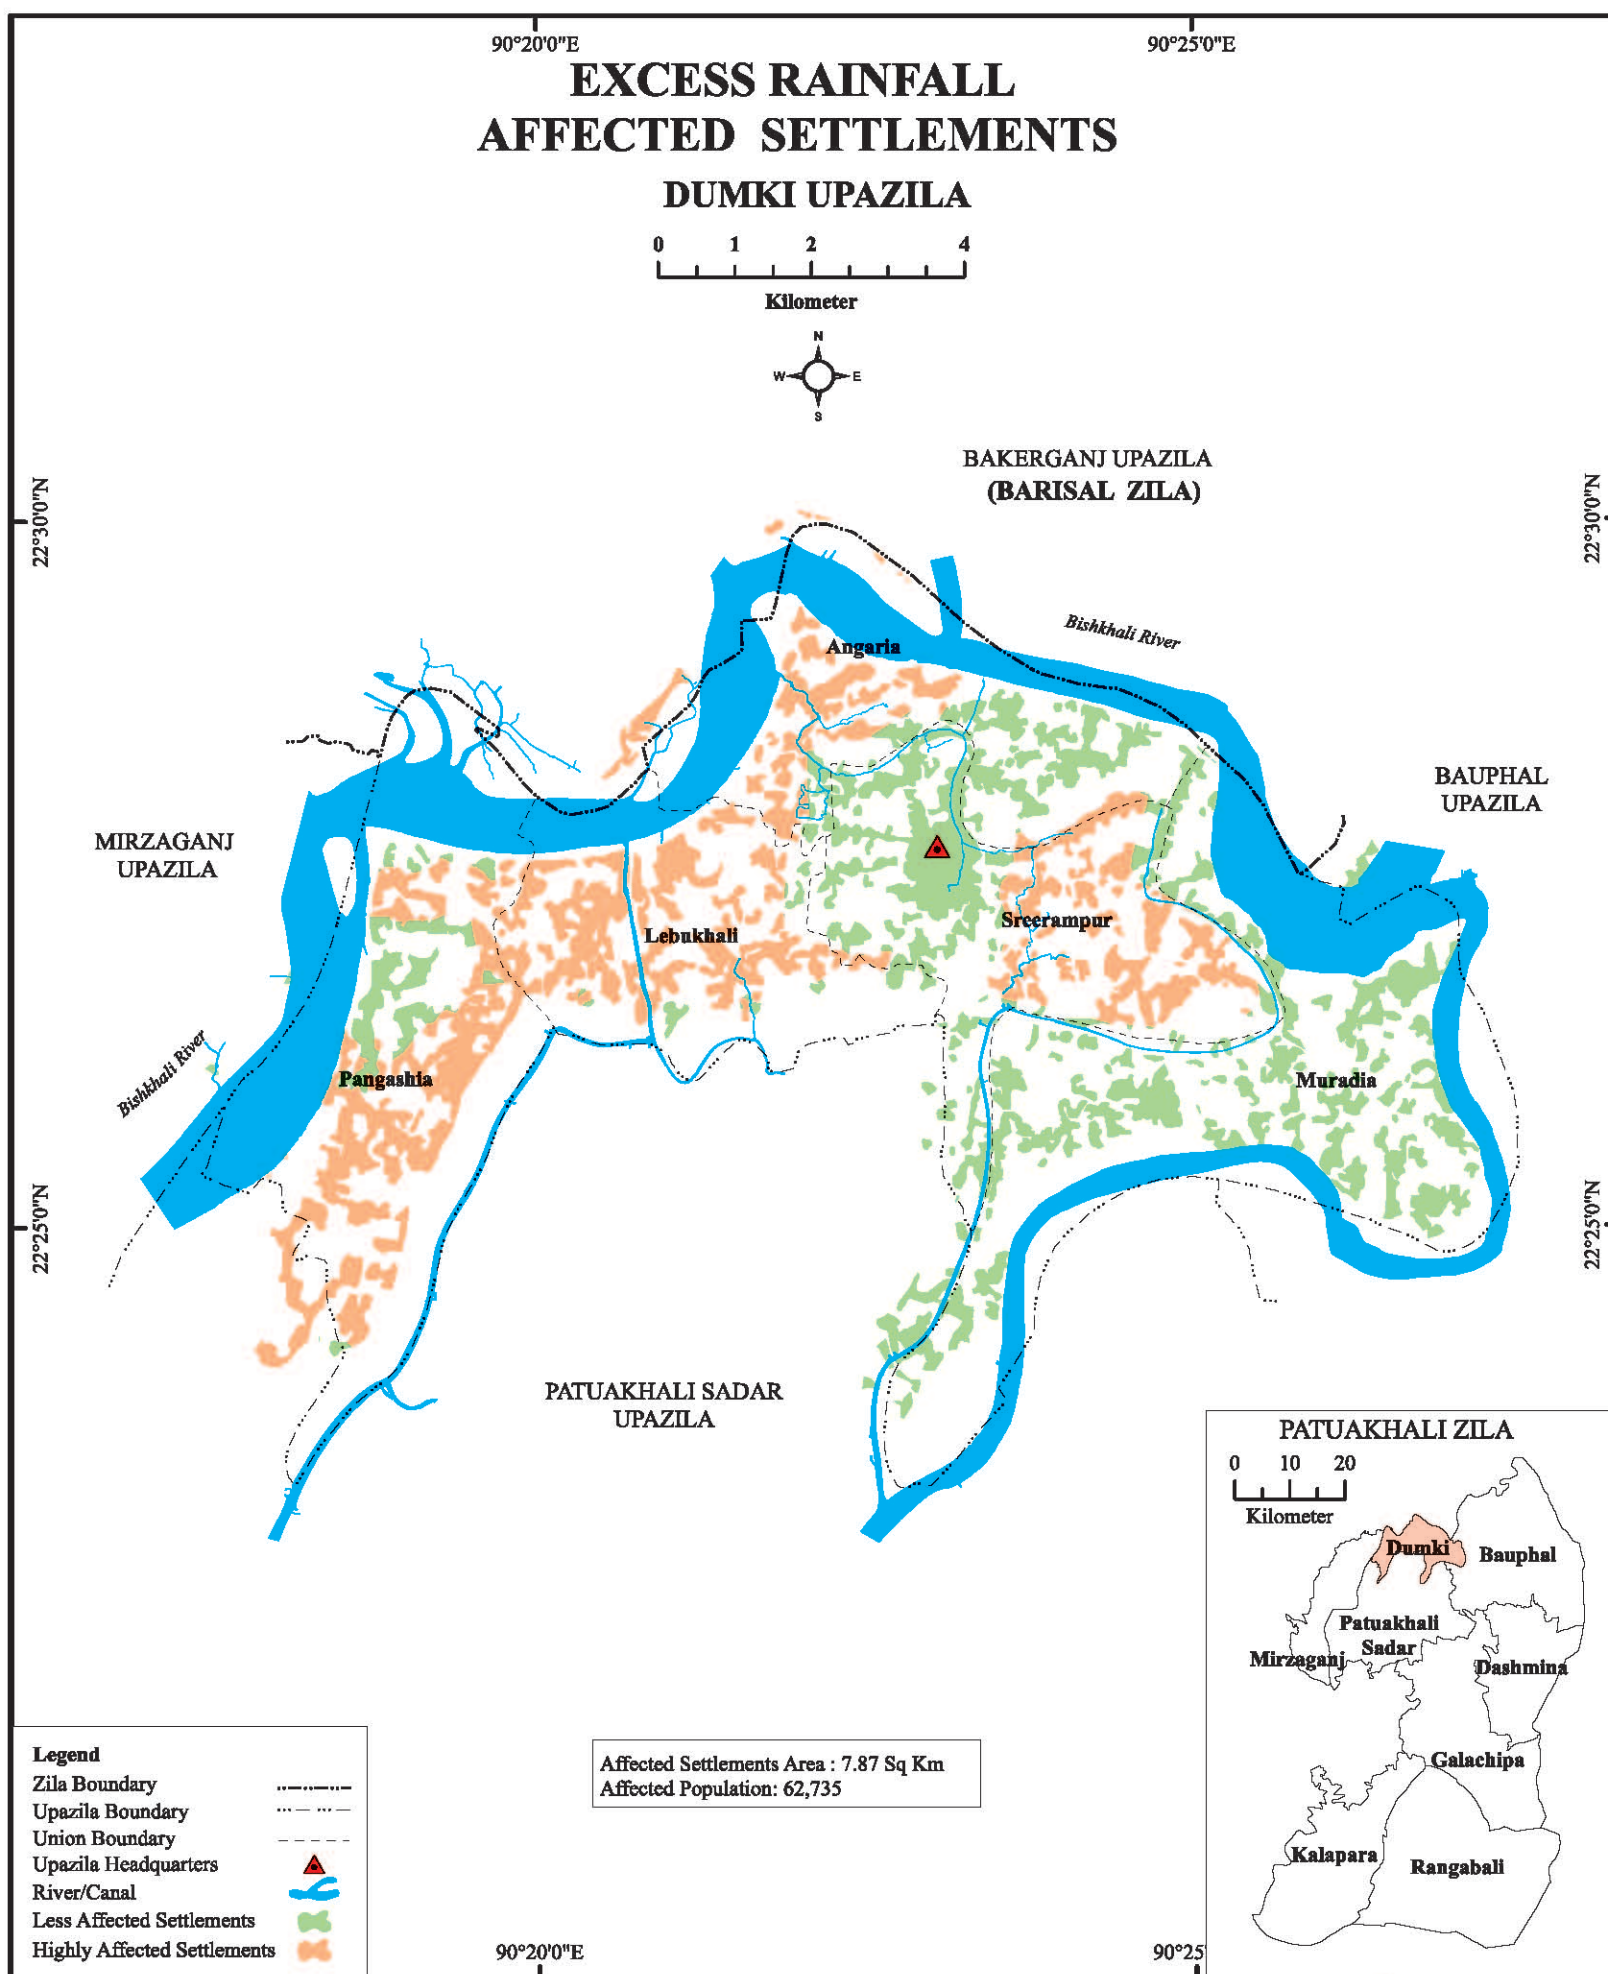 90°20'0"E
90°25'0"E
EXCESS RAINFALL
AFFECTED SETTLEMENTS
DUMKI UPAZILA
0 1 2 4
Kilometer
N
W E
S
BAKERGANJ UPAZILA
(BARISAL ZILA)
22°30'0"N
22°30'0"N
Bishkhali River
Angaria
BAUPHAL
UPAZILA
MIRZAGANJ
UPAZILA
Lebukhali
Sreerampur
Bishkhali River
Pangashia
Muradia
22°25'0"N
22°25'0"N
PATUAKHALI SADAR
UPAZILA
PATUAKHALI ZILA
0 10 20
Kilometer
Dumki
Bauphal
Patuakhali
Sadar
Mirzaganj
Dashmina
Galachipa
Kalapara
Rangabali
Legend
Zila Boundary
Upazila Boundary
Union Boundary
Upazila Headquarters
River/Canal
Less Affected Settlements
Highly Affected Settlements
Affected Settlements Area : 7.87 Sq Km
Affected Population: 62,735
90°20'0"E
90°25'